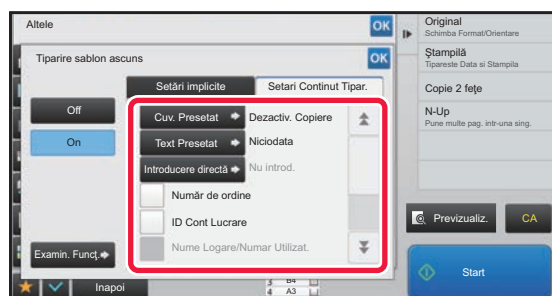 Altele
OK
Tiparire sablon ascuns
OK
Setări implicite
Setari Continut Tipar.
Off
On
Cuv. Presetat
Dezactiv. Copiere
Text Presetat
Niciodata
Introducere directă
Nu introd.
Număr de ordine
ID Cont Lucrare
Nume Logare/Numar Utilizat.
Examin. Funcţ.
Inapoi
3 B4
4 A3
Original
Schimba Format/Orientare
Ştampilă
Tipareste Data si Stampila
Copie 2 feţe
N-Up
Pune multe pag. intr-una sing.
Previzualiz.
CA
Start